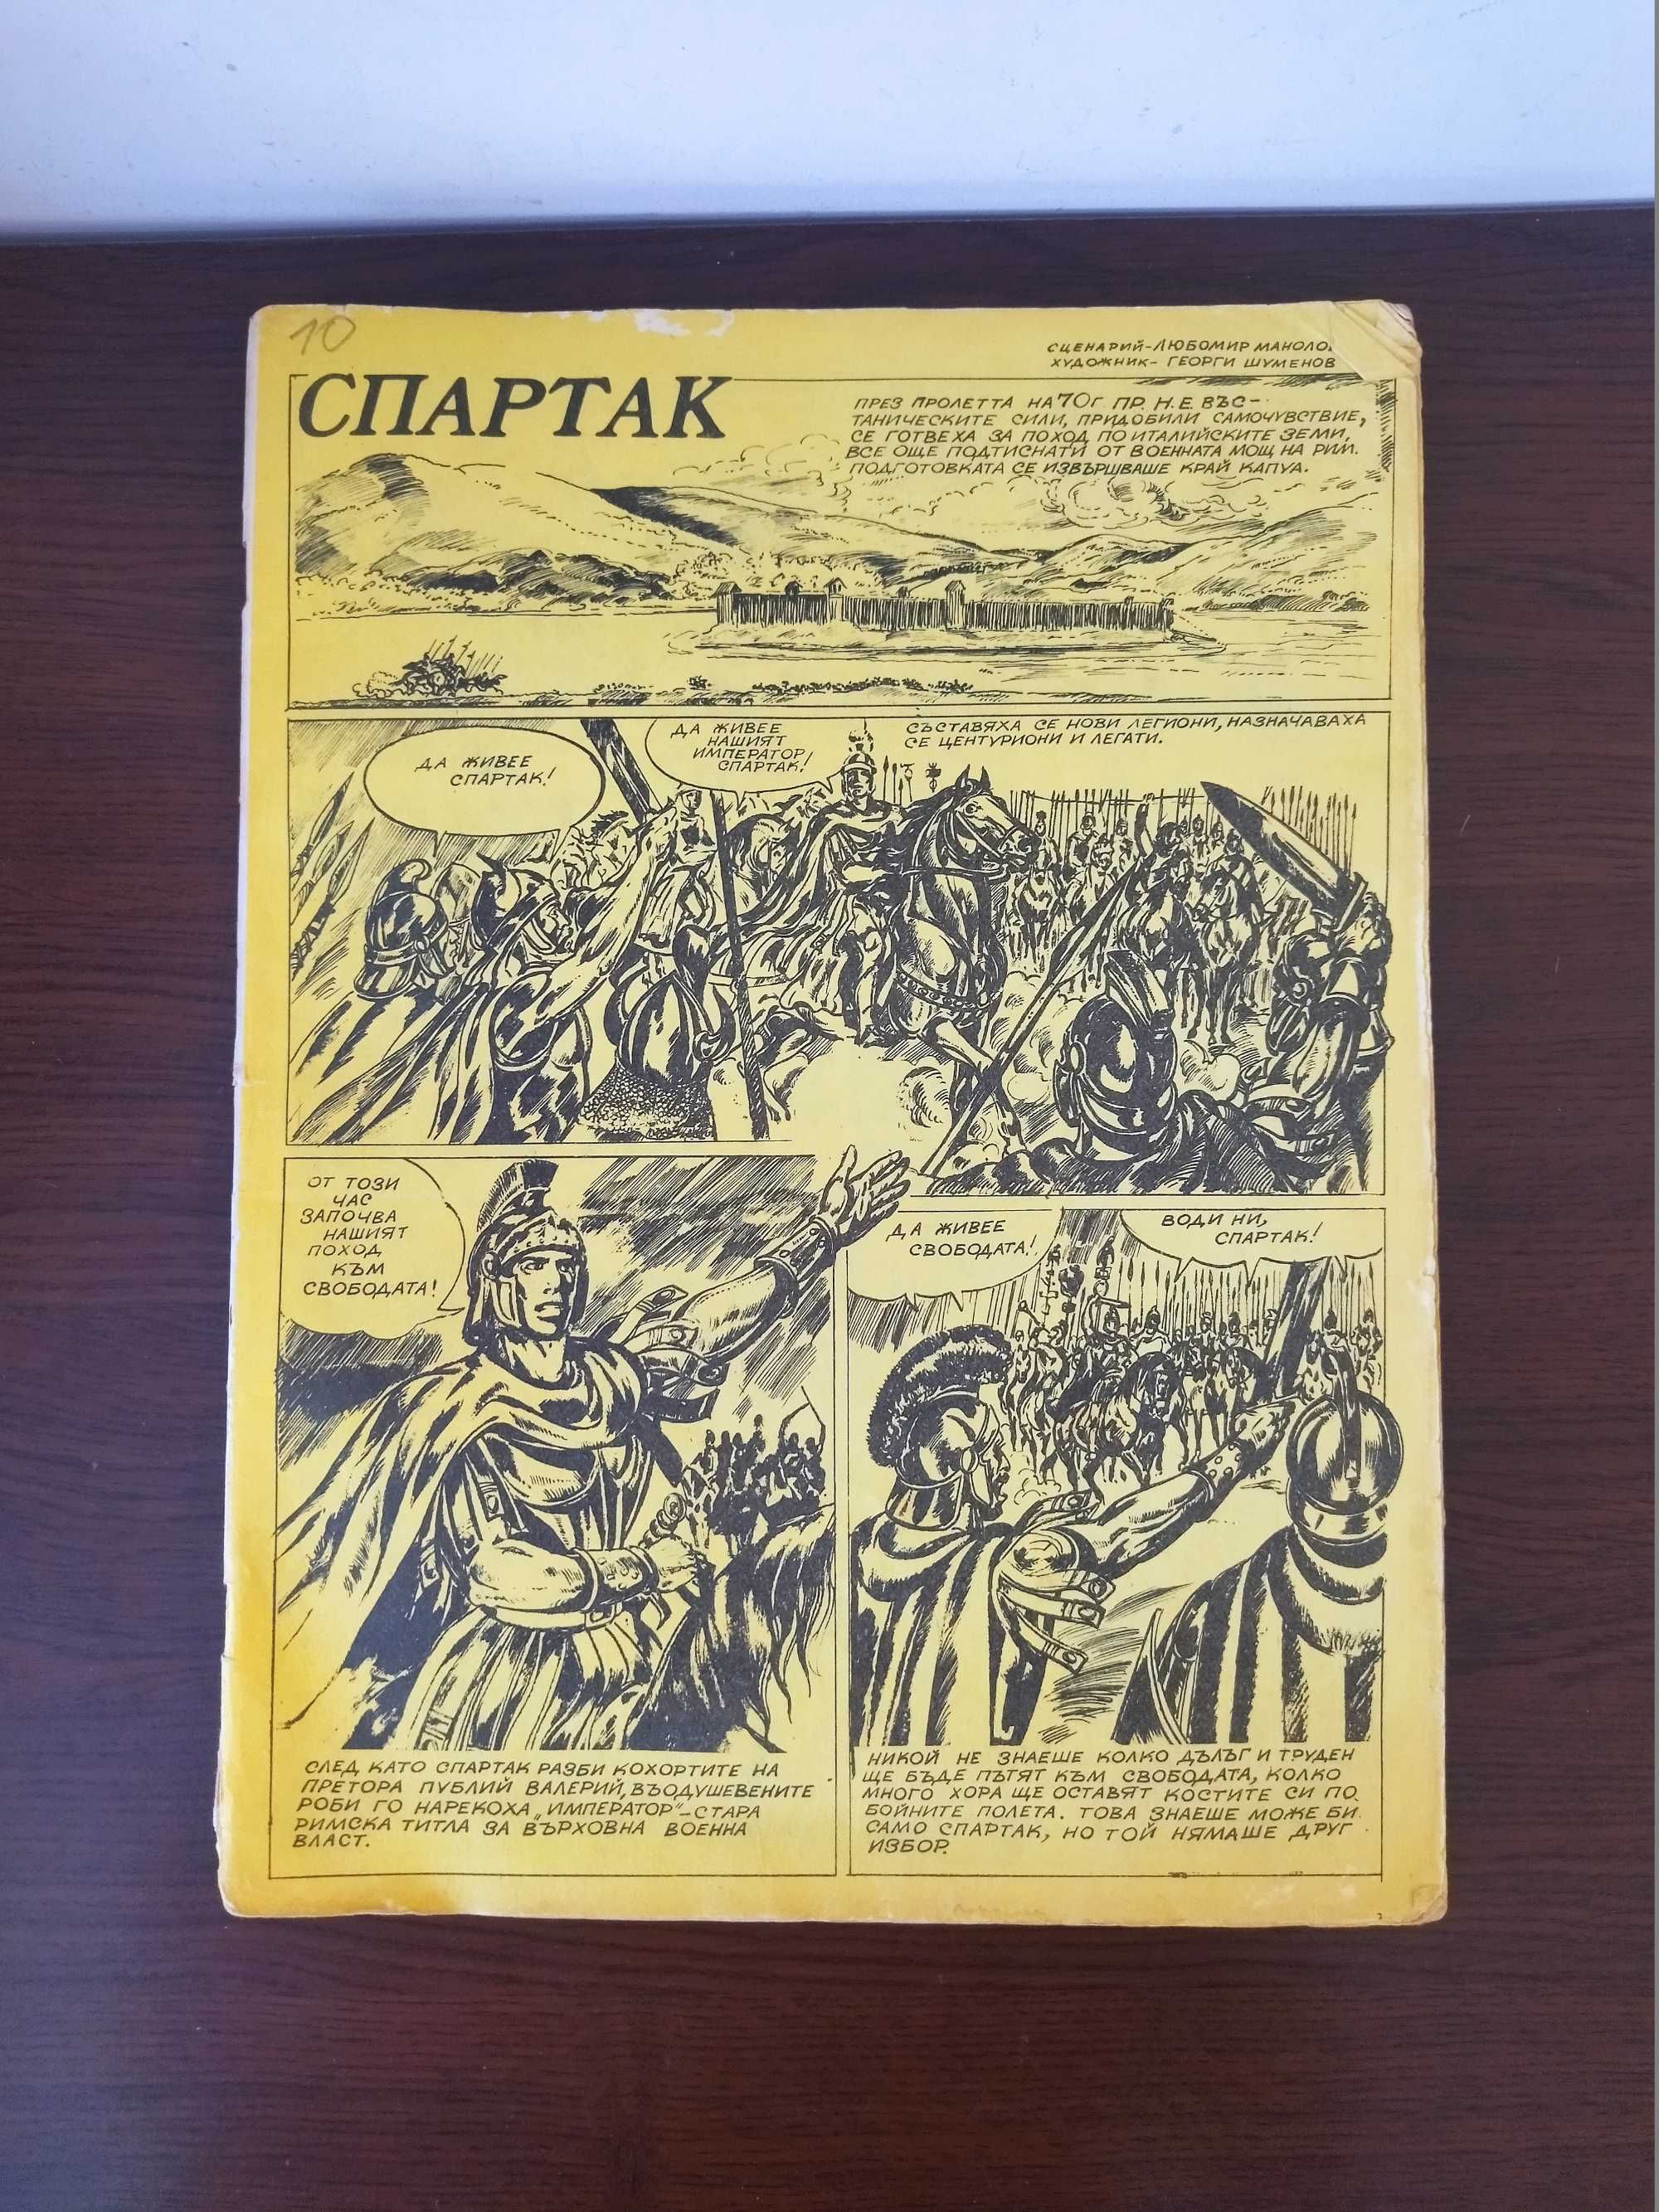 10
СЦЕНАРИЙ-ЛЮБОМИР МАНОЛО
ХУДОЖНИК- ГЕОРГИ ШУМЕНОВ
СПАРТАК
ПРЕЗ ПРОЛЕТТА НА 70Г ПР. Н.Е. ВЪС-
ТАНИЧЕСКИТЕ СИЛИ, ПРИДОБИЛИ САМОЧУВСТВИЕ,
СЕ ГОТВЕХА ЗА ПОХОД ПО ИТАЛИЙСКИТЕ ЗЕМИ,
ВСЕ ОЩЕ ПОДТИСНАТИ ОТ ВОЕННАТА МОЩ НА РИМ.
ПОДГОТОВКАТА СЕ ИЗВЪРШВАШЕ КРАЙ КАПУА.
ДА ЖИВЕЕ
СПАРТАК!
ДА ЖИВЕЕ
НАШИЯТ
ИМПЕРАТОР
СПАРТАК!
СЪСТАВЯХА СЕ НОВИ ЛЕГИОНИ, НАЗНАЧАВАХА
СЕ ЦЕНТУРИОНИ И ЛЕГАТИ.
ОТ ТОЗИ
ЧАС
ЗАПОЧВА
НАШИЯТ
ПОХОД
КЪМ
СВОБОДАТА!
СЛЕД КАТО СПАРТАК РАЗБИ КОХОРТИТЕ НА
ПРЕТОРА ПУБЛИЙ ВАЛЕРИЙ, ВЪОДУШЕВЕНИТЕ
РОБИ ГО НАРЕКОХА „ИМПЕРАТОР"-СТАРА
РИМСКА ТИТЛА ЗА ВЪРХОВНА ВОЕННА
ВЛАСТ.
ДА ЖИВЕЕ
СВОБОДАТА!
ВОДИ НИ,
СПАРТАК!
НИКОЙ НЕ ЗНАЕШЕ КОЛКО ДЪЛЪГ И ТРУДЕН
ЩЕ БЪДЕ ПЪТЯТ КЪМ СВОБОДАТА, КОЛКО
МНОГО ХОРА ЩЕ ОСТАВЯТ КОСТИТЕ СИ ПО
БОЙНИТЕ ПОЛЕТА. ТОВА ЗНАЕШЕ МОЖЕ БИ
САМО СПАРТАК, НО ТОЙ НЯМАШЕ ДРУГ
ИЗБОР.